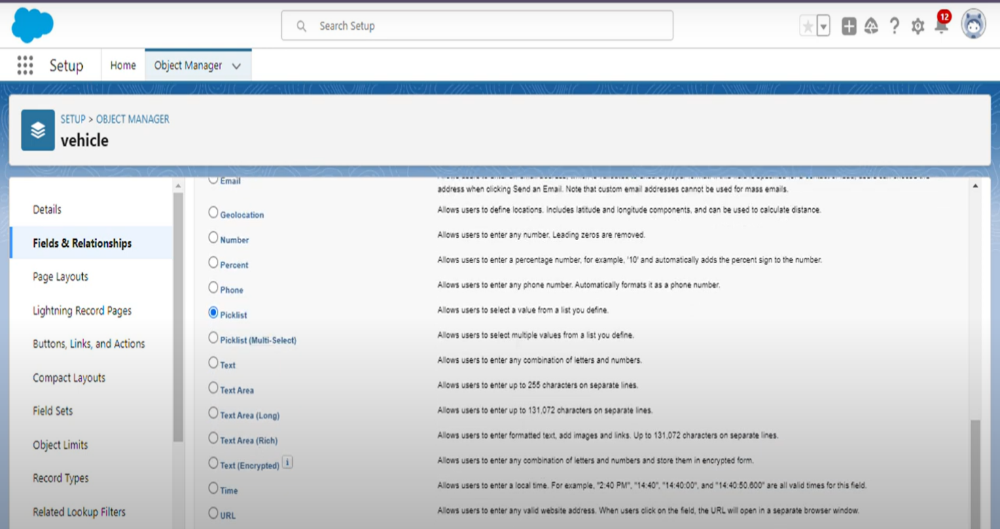 Search Setup
12
Setup
Home
Object Manager
SETUP > OBJECT MANAGER
vehicle
Details
Fields & Relationships
Page Layouts
Lightning Record Pages
Buttons, Links, and Actions
Compact Layouts
Field Sets
Object Limits
Record Types
Related Lookup Filters
Email
address when clicking Send an Email. Note that custom email addresses cannot be used for mass emails.
Geolocation Allows users to define locations. Includes latitude and longitude components, and can be used to calculate distance.
Number Allows users to enter any number. Leading zeros are removed.
Percent Allows users to enter a percentage number, for example, '10' and automatically adds the percent sign to the number.
Phone Allows users to enter any phone number. Automatically formats it as a phone number.
Picklist Allows users to select a value from a list you define.
Picklist (Multi-Select) Allows users to select multiple values from a list you define.
Text Allows users to enter any combination of letters and numbers.
Text Area Allows users to enter up to 255 characters on separate lines.
Text Area (Long) Allows users to enter up to 131,072 characters on separate lines.
Text Area (Rich) Allows users to enter formatted text, add images and links. Up to 131,072 characters on separate lines.
Text (Encrypted) i Allows users to enter any combination of letters and numbers and store them in encrypted form.
Time Allows users to enter a local time. For example, "2:40 PM", "14:40", "14:40:00", and "14:40:50.600" are all valid times for this field.
URL Allows users to enter any valid website address. When users click on the field, the URL will open in a separate browser window.